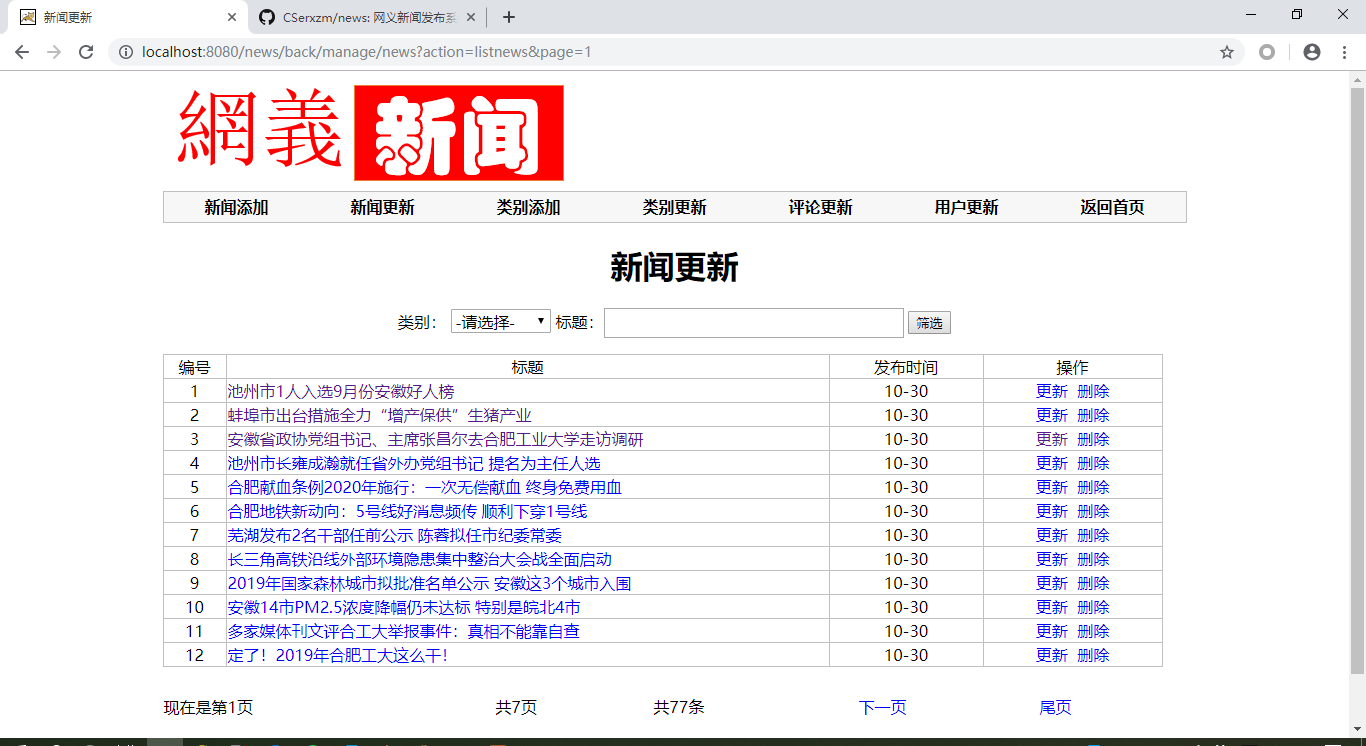 新闻更新
CSerxzm/news: 网义新闻发布系
localhost:8080/news/back/manage/news?action=listnews&page=1
網義 新闻
新闻添加 新闻更新 类别添加 类别更新 评论更新 用户更新 返回首页
新闻更新
类别： -请选择- 标题： 筛选
编号 标题 发布时间 操作
1 池州市1人入选9月份安徽好人榜 10-30 更新 删除
2 蚌埠市出台措施全力“增产保供”生猪产业 10-30 更新 删除
3 安徽省政协党组书记、主席张昌尔去合肥工业大学走访调研 10-30 更新 删除
4 池州市长雍成瀚就任省外办党组书记 提名为主任人选 10-30 更新 删除
5 合肥献血条例2020年施行：一次无偿献血 终身免费用血 10-30 更新 删除
6 合肥地铁新动向：5号线好消息频传 顺利下穿1号线 10-30 更新 删除
7 芜湖发布2名干部任前公示 陈蓉拟任市纪委常委 10-30 更新 删除
8 长三角高铁沿线外部环境隐患集中整治大会战全面启动 10-30 更新 删除
9 2019年国家森林城市拟批准名单公示 安徽这3个城市入围 10-30 更新 删除
10 安徽14市PM2.5浓度降幅仍未达标 特别是皖北4市 10-30 更新 删除
11 多家媒体刊文评合工大举报事件：真相不能靠自查 10-30 更新 删除
12 定了！2019年合肥工大这么干！ 10-30 更新 删除
现在是第1页 共7页 共77条 下一页 尾页